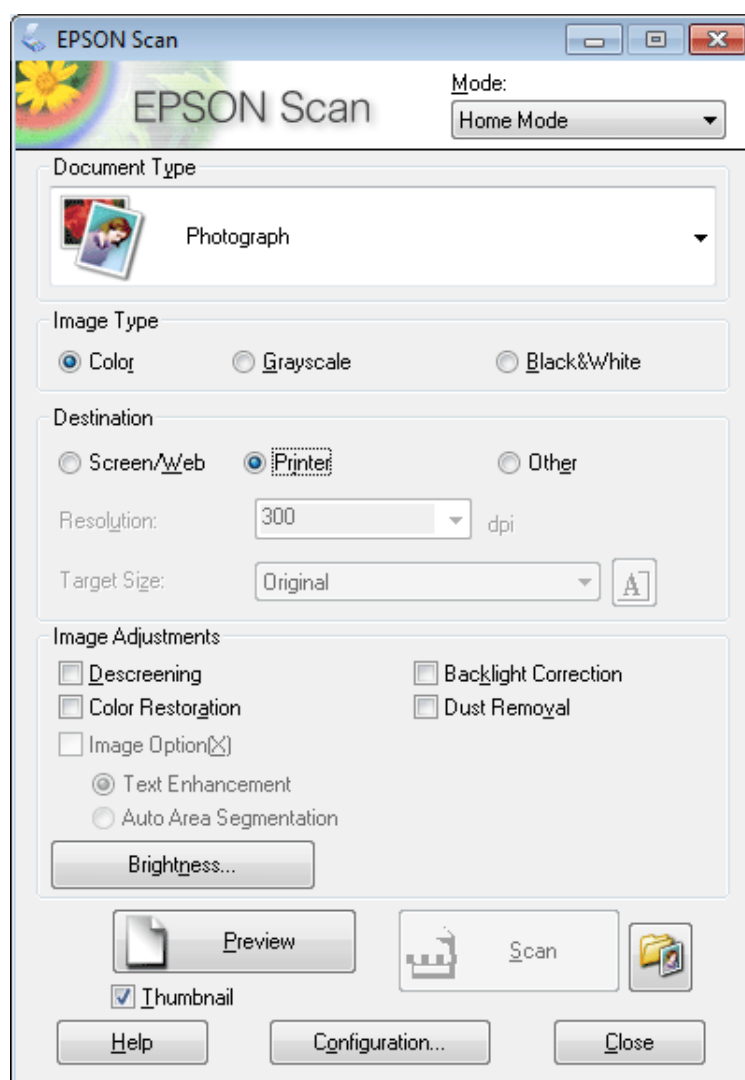 EPSON Scan
EPSON Scan
Mode:
Home Mode
Document Type
Photograph
Image Type
Color Grayscale Black&White
Destination
Screen/Web Printer Other
Resolution: 300 dpi
Target Size: Original A
Image Adjustments
Descreening Backlight Correction
Color Restoration Dust Removal
Image Option(X)
Text Enhancement
Auto Area Segmentation
Brightness...
Preview Scan
Thumbnail
Help Configuration... Close